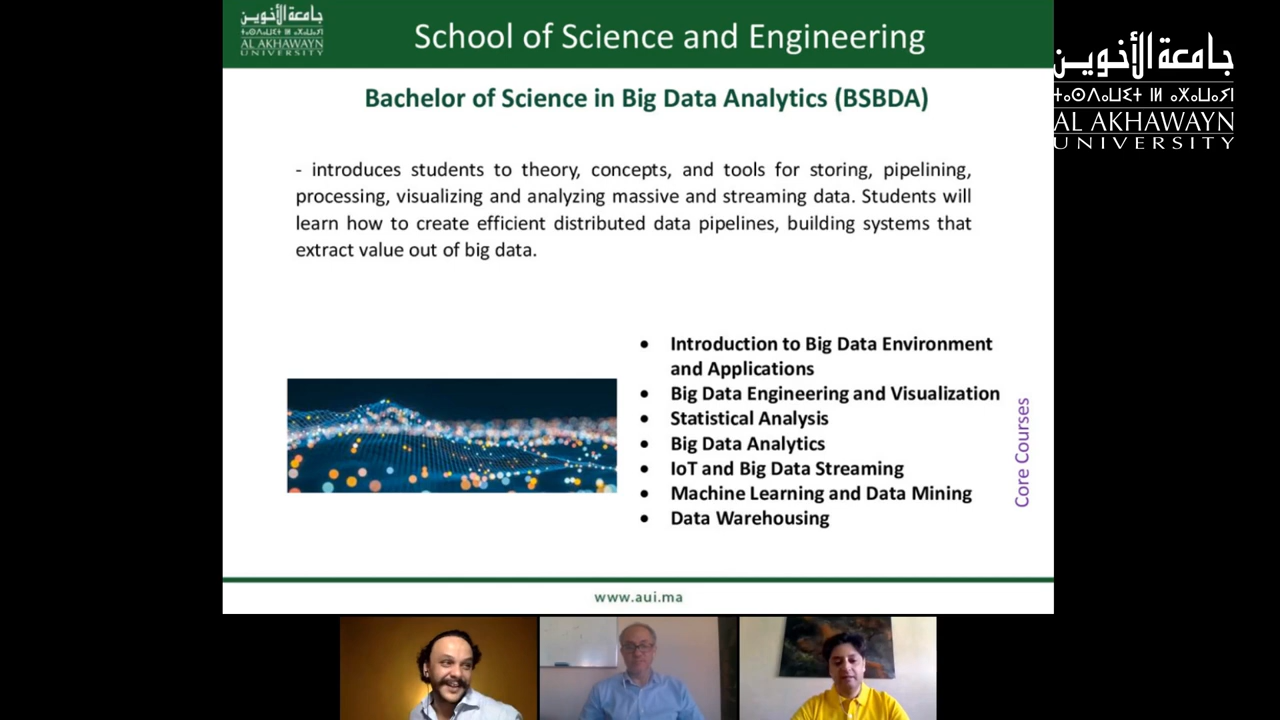 جامعة الأخوين
ⵜⴰⵙⴷⴰⵡⵉⵜ ⵏ ⵡⴰⵡⵎⴰⵜⵏ
AL AKHAWAYN
UNIVERSITY
School of Science and Engineering
جامعة الأخوين
AL AKHAWAYN
UNIVERSITY
Bachelor of Science in Big Data Analytics (BSBDA)
- introduces students to theory, concepts, and tools for storing, pipelining,
processing, visualizing and analyzing massive and streaming data. Students will
learn how to create efficient distributed data pipelines, building systems that
extract value out of big data.
• Introduction to Big Data Environment
and Applications
• Big Data Engineering and Visualization
• Statistical Analysis
• Big Data Analytics
• IoT and Big Data Streaming
• Machine Learning and Data Mining
• Data Warehousing
Core Courses
www.aui.ma